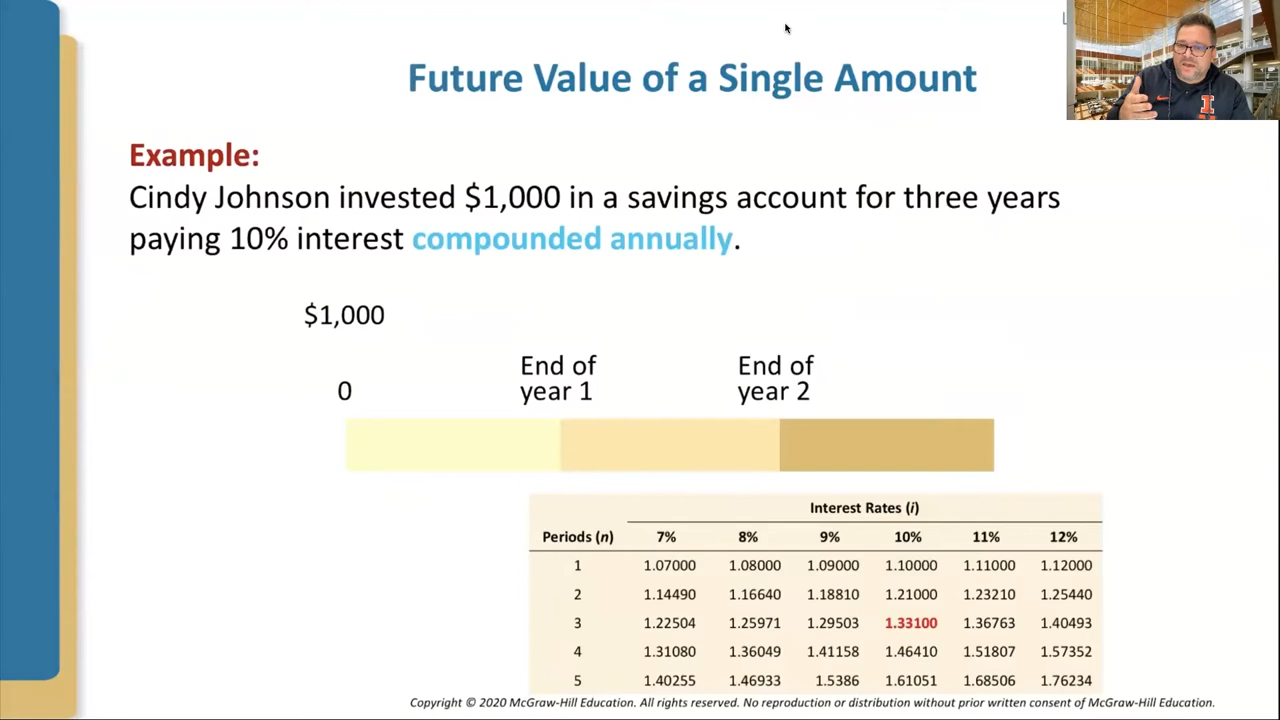 Future Value of a Single Amount
Example:
Cindy Johnson invested $1,000 in a savings account for three years
paying 10% interest compounded annually.
$1,000
0
End of
year 1
End of
year 2
Interest Rates (i)
Periods (n) 7% 8% 9% 10% 11% 12%
1 1.07000 1.08000 1.09000 1.10000 1.11000 1.12000
2 1.14490 1.16640 1.18810 1.21000 1.23210 1.25440
3 1.22504 1.25971 1.29503 1.33100 1.36763 1.40493
4 1.31080 1.36049 1.41158 1.46410 1.51807 1.57352
5 1.40255 1.46933 1.5386 1.61051 1.68506 1.76234
Copyright © 2020 McGraw-Hill Education. All rights reserved. No reproduction or distribution without prior written consent of McGraw-Hill Education.